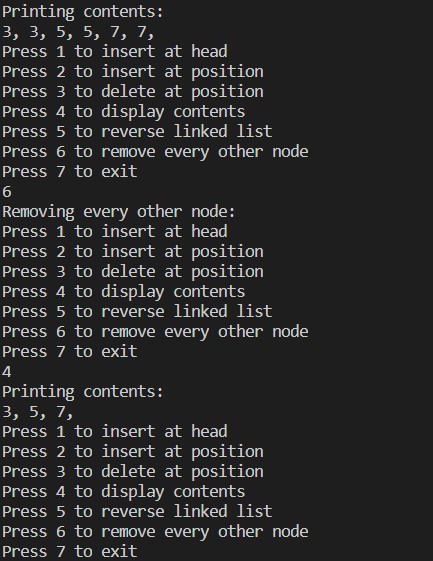 Printing contents:
3, 3, 5, 5, 7, 7,
Press 1 to insert at head
Press 2 to insert at position
Press 3 to delete at position
Press 4 to display contents
Press 5 to reverse linked list
Press 6 to remove every other node
Press 7 to exit
6
Removing every other node:
Press 1 to insert at head
Press 2 to insert at position
Press 3 to delete at position
Press 4 to display contents
Press 5 to reverse linked list
Press 6 to remove every other node
Press 7 to exit
4
Printing contents:
3, 5, 7,
Press 1 to insert at head
Press 2 to insert at position
Press 3 to delete at position
Press 4 to display contents
Press 5 to reverse linked list
Press 6 to remove every other node
Press 7 to exit